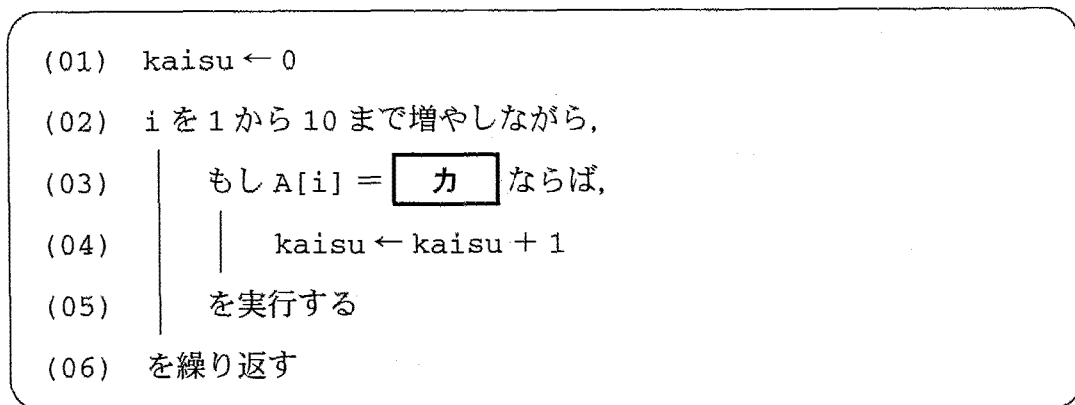 (01) kaisu ← 0
(02) i を 1 から 10 まで増やしながら,
(03) もし A[i] = カ ならば,
(04) kaisu ← kaisu + 1
(05) を実行する
(06) を繰り返す